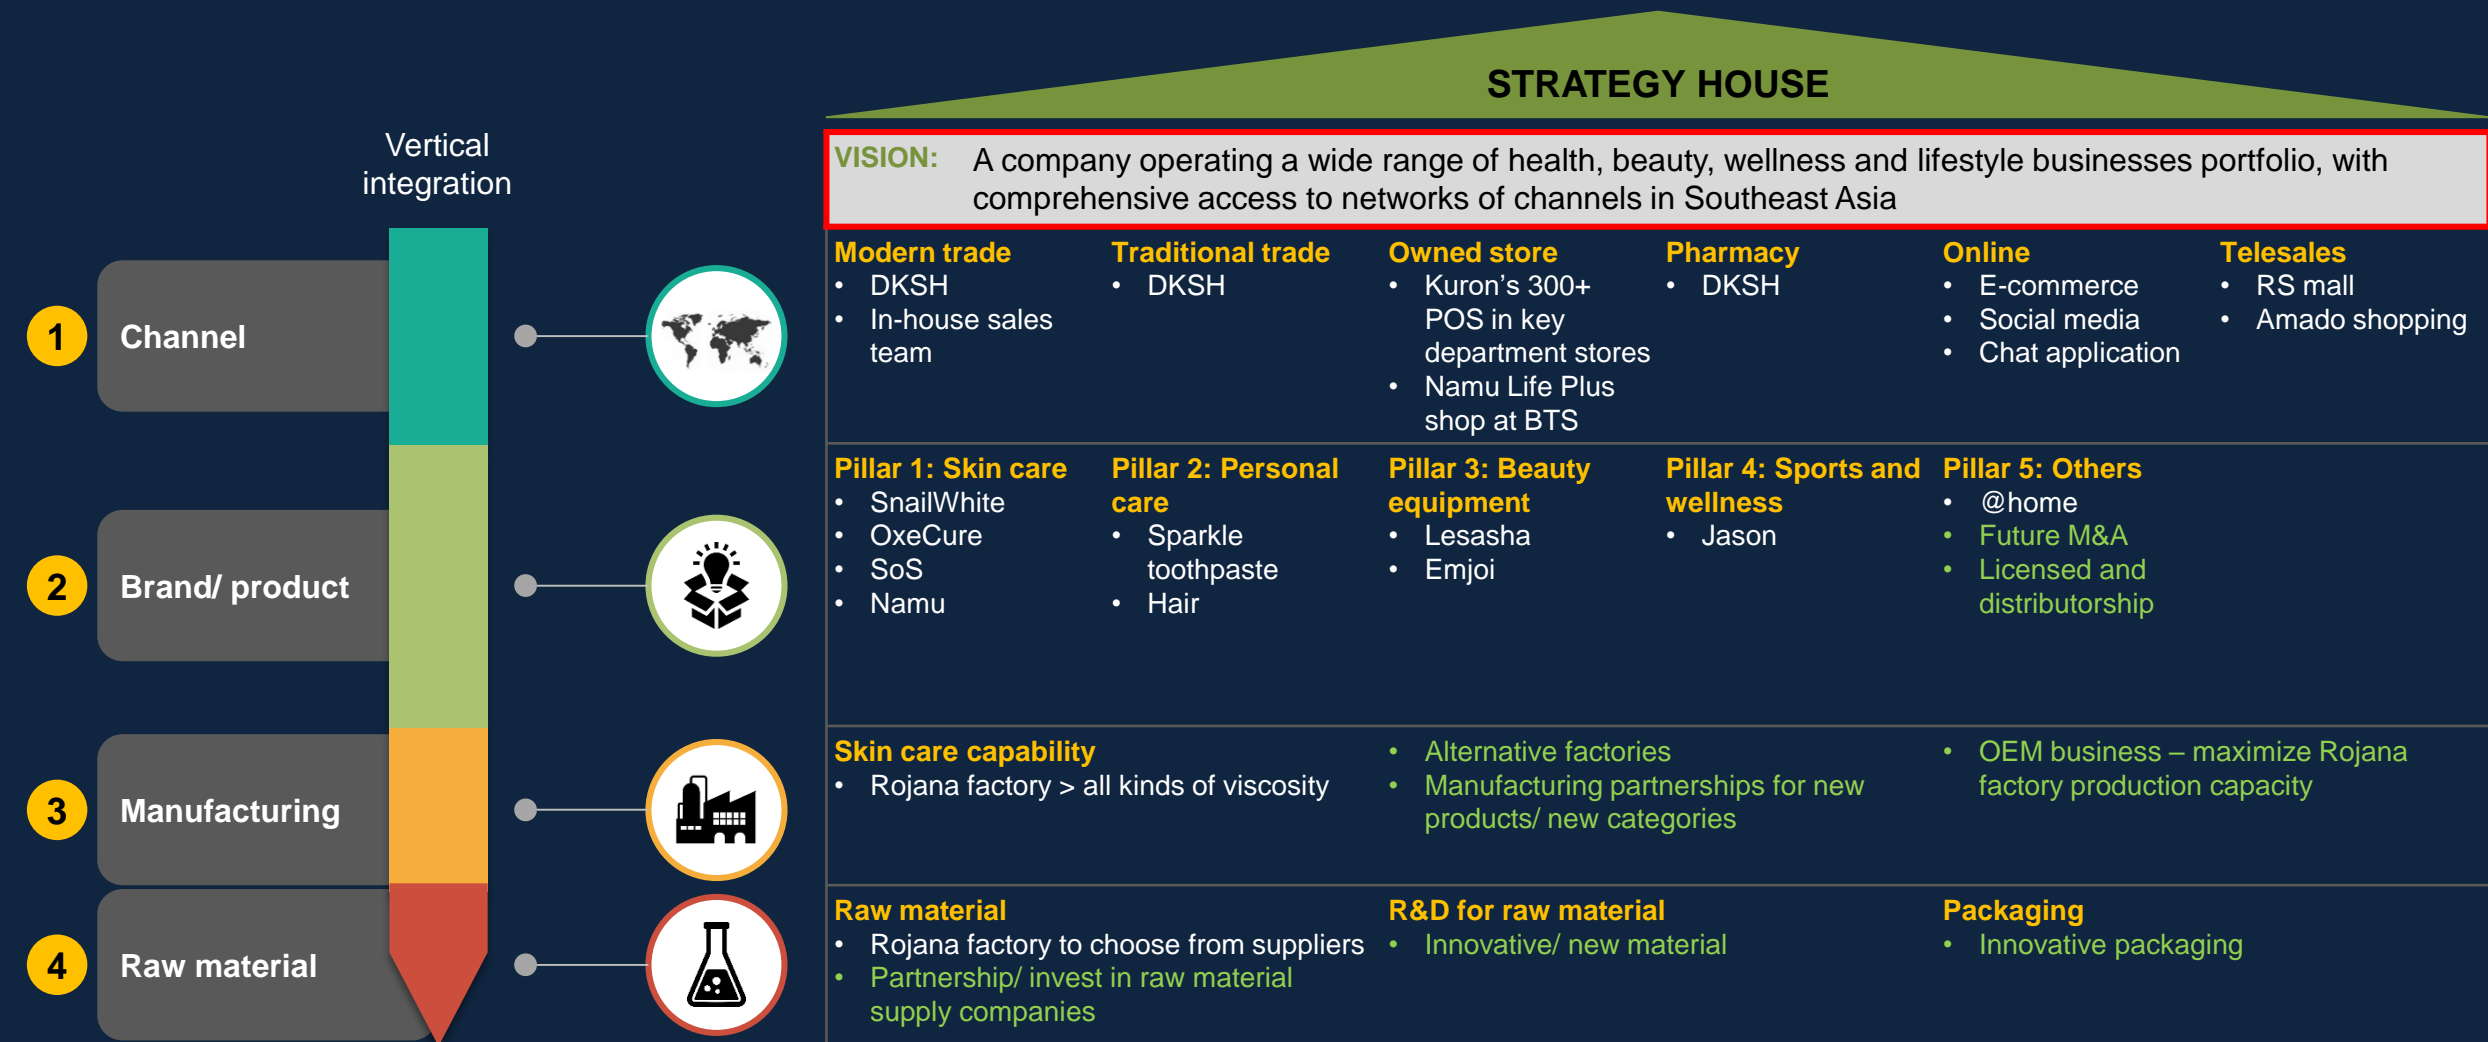 STRATEGY HOUSE
Vertical
integration
VISION: A company operating a wide range of health, beauty, wellness and lifestyle businesses portfolio, with
comprehensive access to networks of channels in Southeast Asia
1
Channel
Modern trade
• DKSH
• In-house sales
team
Traditional trade
• DKSH
Owned store
• Kuron’s 300+
POS in key
department stores
• Namu Life Plus
shop at BTS
Pharmacy
• DKSH
Online
• E-commerce
• Social media
• Chat application
Telesales
• RS mall
• Amado shopping
2
Brand/ product
Pillar 1: Skin care
• SnailWhite
• OxeCure
• SoS
• Namu
Pillar 2: Personal
care
• Sparkle
toothpaste
• Hair
Pillar 3: Beauty
equipment
• Lesasha
• Emjoi
Pillar 4: Sports and
wellness
• Jason
Pillar 5: Others
• @home
• Future M&A
• Licensed and
distributorship
3
Manufacturing
Skin care capability
• Rojana factory > all kinds of viscosity
• Alternative factories
• Manufacturing partnerships for new
products/ new categories
• OEM business – maximize Rojana
factory production capacity
4
Raw material
Raw material
• Rojana factory to choose from suppliers
• Partnership/ invest in raw material
supply companies
R&D for raw material
• Innovative/ new material
Packaging
• Innovative packaging